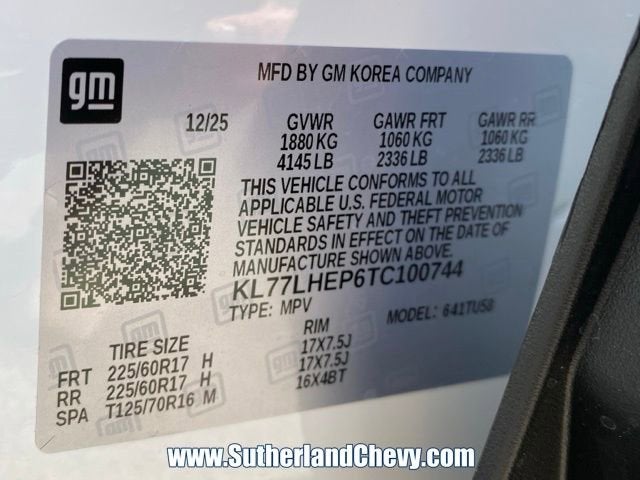 gm
MFD BY GM KOREA COMPANY
12/25 GVWR GAWR FRT GAWR RR
1880 KG 1060 KG 1060 KG
4145 LB 2336 LB 2336 LB
THIS VEHICLE CONFORMS TO ALL
APPLICABLE U.S. FEDERAL MOTOR
VEHICLE SAFETY AND THEFT PREVENTION
STANDARDS IN EFFECT ON THE DATE OF
MANUFACTURE SHOWN ABOVE.
KL77LHEP6TC100744
TYPE: MPV MODEL: 641TU58
TIRE SIZE RIM
FRT 225/60R17 H 17X7.5J
RR 225/60R17 H 17X7.5J
SPA T125/70R16 M 16X4BT
www.SutherlandChevy.com